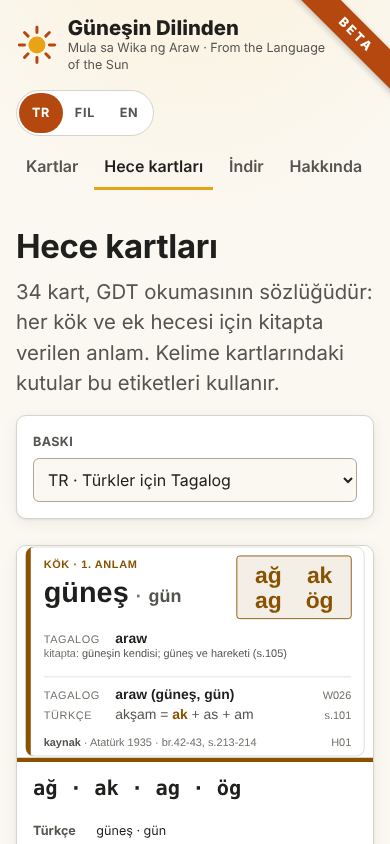 Güneşin Dilinden
Mula sa Wika ng Araw · From the Language
of the Sun
BETA
TR FIL EN
Kartlar Hece kartları İndir Hakkında
Hece kartları
34 kart, GDT okumasının sözlüğüdür:
her kök ve ek hecesi için kitapta
verilen anlam. Kelime kartlarındaki
kutular bu etiketleri kullanır.
BASKI
TR · Türkler için Tagalog
KÖK · 1. ANLAM
güneş · gün
ağ ak
ag ög
TAGALOG araw
kitapta: güneşin kendisi; güneş ve hareketi (s.105)
TAGALOG araw (güneş, gün) W026
TÜRKÇE akşam = ak + as + am s.101
kaynak · Atatürk 1935 · br.42-43, s.213-214 H01
ağ · ak · ag · ög
Türkçe güneş · gün